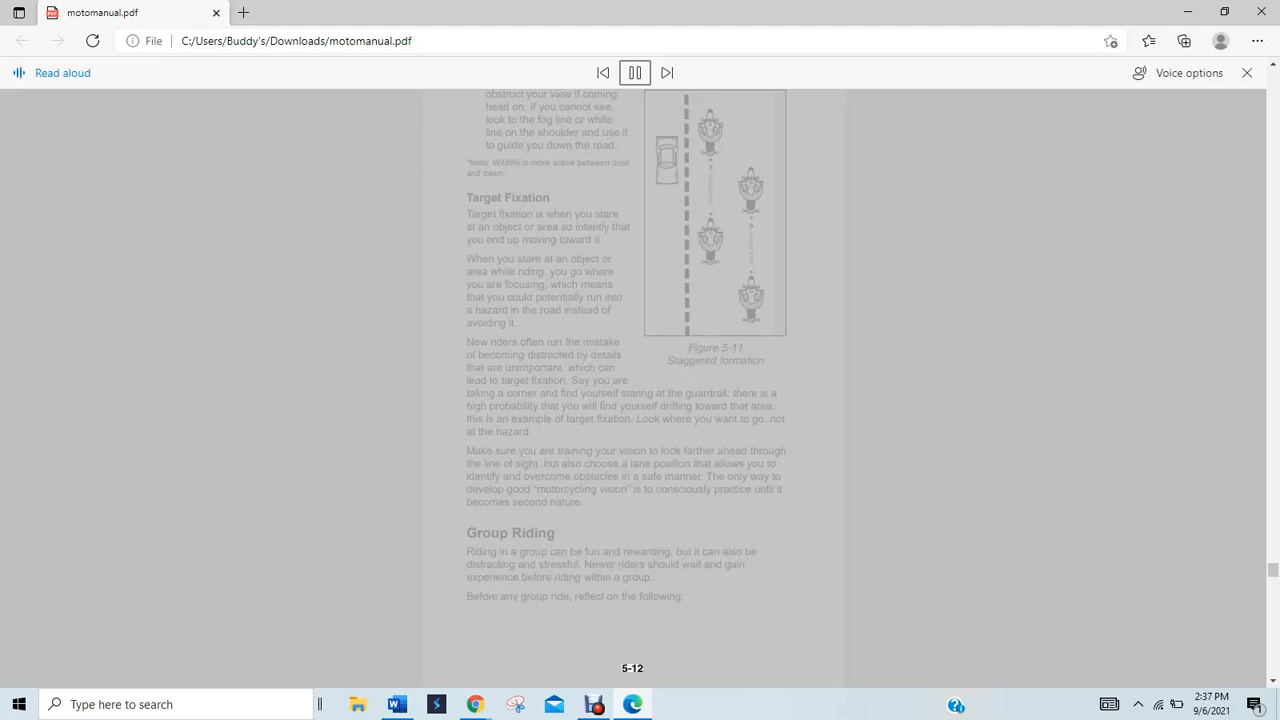 motomanual.pdf
File
C:/Users/Buddy's/Downloads/motomanual.pdf
Read aloud
Voice options
obstruct your view if coming
head on. If you cannot see,
look to the fog line or while
line on the shoulder and use it
to guide you down the road.
*Note: Wildlife is more active between dusk
and dawn.
Target Fixation
Target fixation is when you stare
at an object or area so intently that
you end up moving toward it.
When you stare at an object or
area while riding, you go where
you are focusing, which means
that you could potentially run into
a hazard in the road instead of
avoiding it.
New riders often run the mistake
of becoming distracted by details
that are unimportant, which can
lead to target fixation. Say you are
taking a corner and find yourself staring at the guardrail; there is a
high probability that you will find yourself drifting toward that area:
this is an example of target fixation. Look where you want to go, not
at the hazard.
Make sure you are training your vision to look farther ahead through
the line of sight, but also choose a lane position that allows you to
identify and overcome obstacles in a safe manner. The only way to
develop good "motorcycling vision" is to consciously practice until it
becomes second nature.
Figure 5-11
Staggered formation
Group Riding
Riding in a group can be fun and rewarding, but it can also be
distracting and stressful. Newer riders should wait and gain
experience before riding within a group.
Before any group ride, reflect on the following:
5-12
Type here to search
2:37 PM
9/6/2021